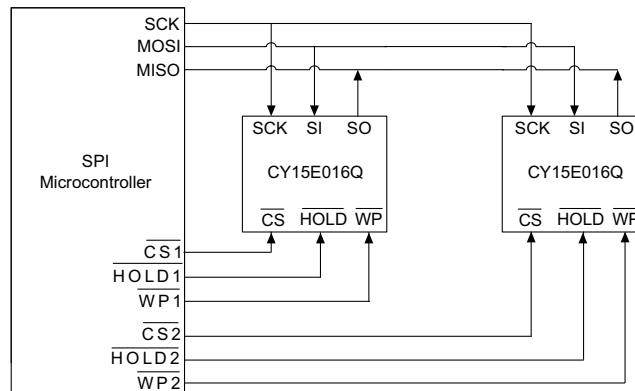 SCK
MOSI
MISO
SCK SI SO
SCK SI SO
SPI
Microcontroller
CY15E016Q
CY15E016Q
CS HOLD WP
CS HOLD WP
CS1
HOLD1
WP1
CS2
HOLD2
WP2